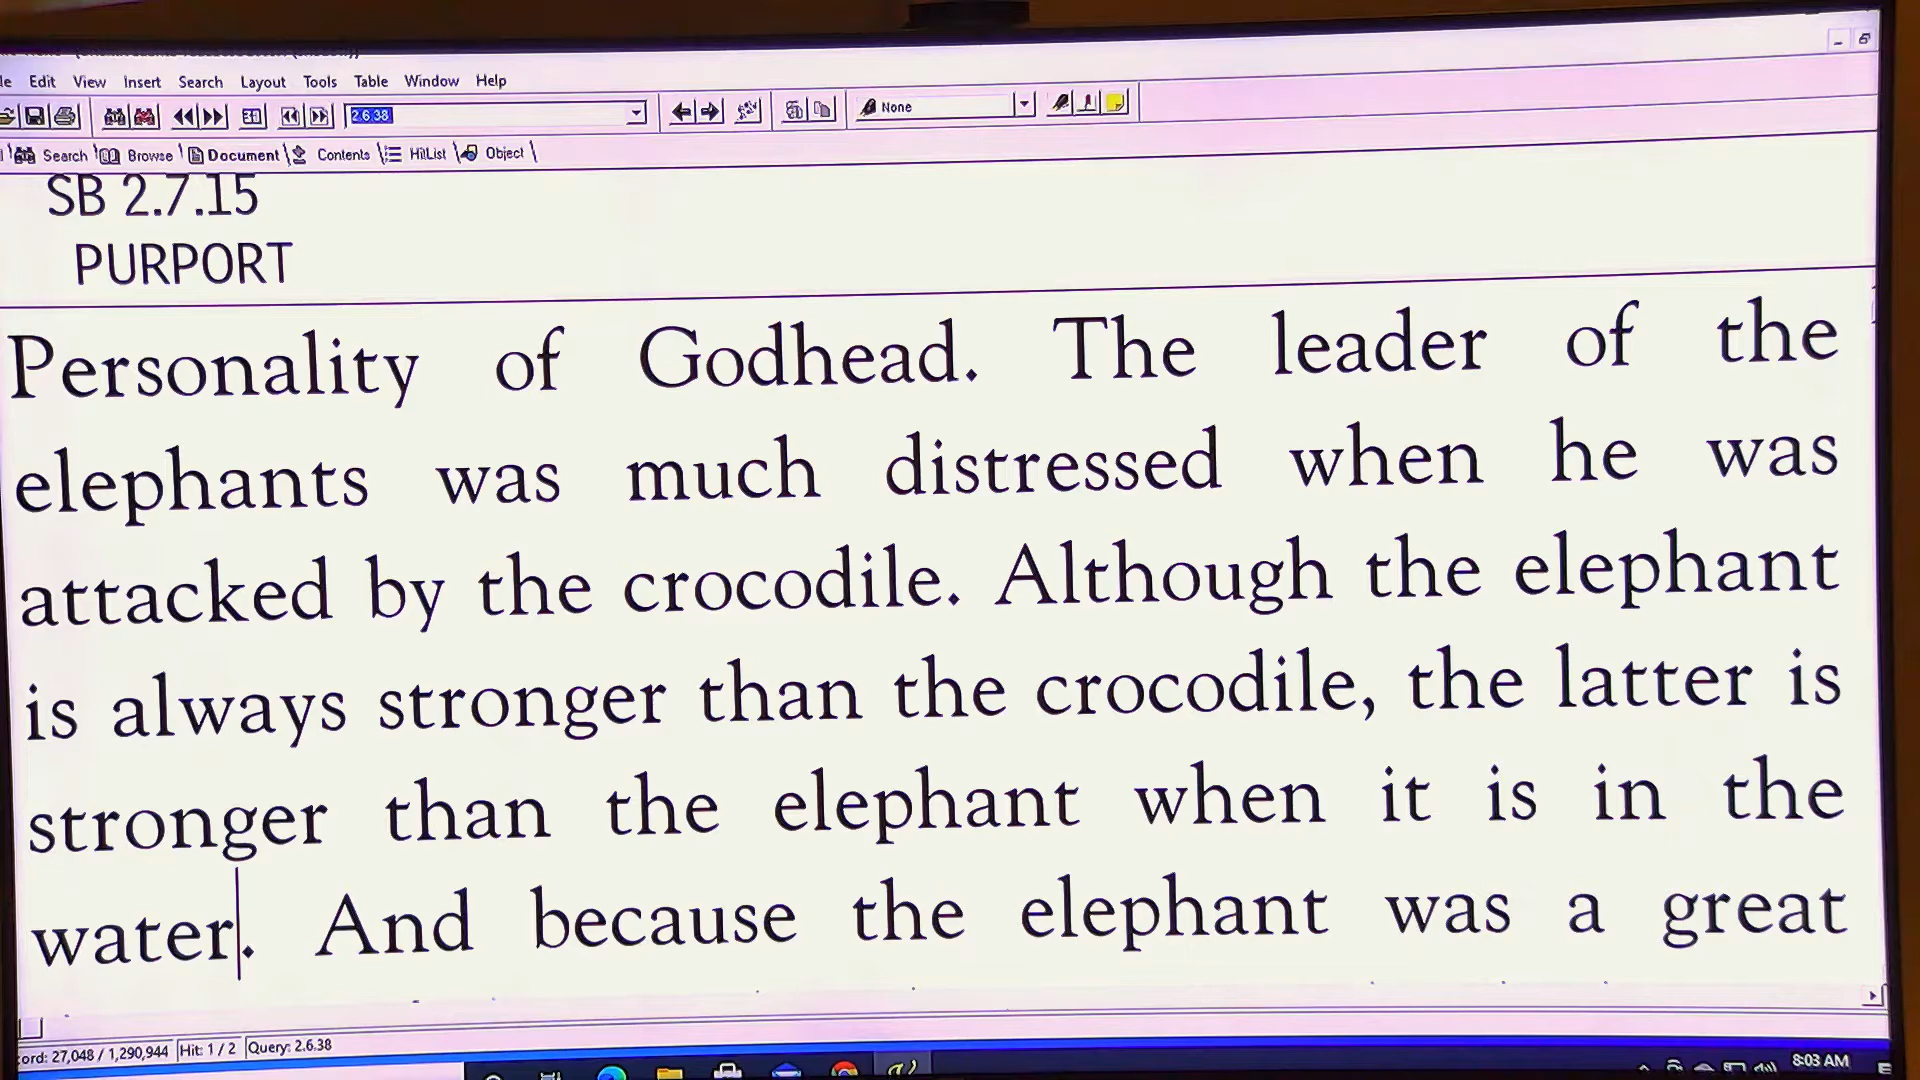 Edit View Insert Search Layout Tools Table Window Help
2.6.38 None
Search Browse Document Contents HitList Object
SB 2.7.15
PURPORT
Personality of Godhead. The leader of the
elephants was much distressed when he was
attacked by the crocodile. Although the elephant
is always stronger than the crocodile, the latter is
stronger than the elephant when it is in the
water. And because the elephant was a great
ord: 27,048 / 1,290,944 Hit: 1 / 2 Query: 2.6.38
8:03 AM